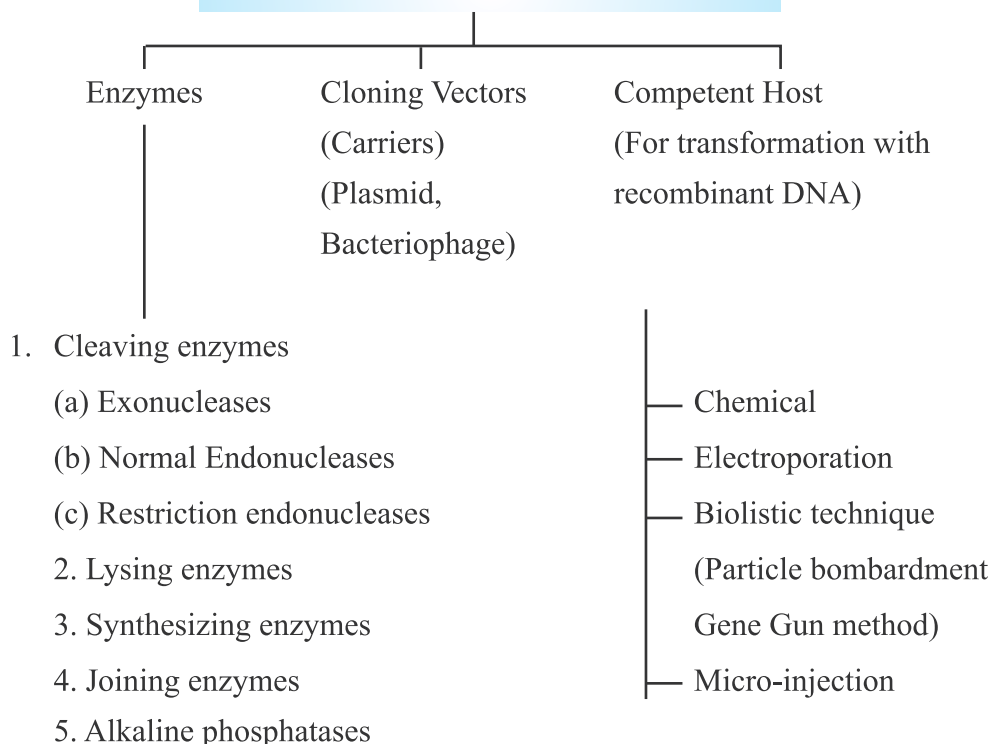 Enzymes
Cloning Vectors
(Carriers)
(Plasmid,
Bacteriophage)
Competent Host
(For transformation with
recombinant DNA)
1. Cleaving enzymes
(a) Exonucleases
(b) Normal Endonucleases
(c) Restriction endonucleases
2. Lysing enzymes
3. Synthesizing enzymes
4. Joining enzymes
5. Alkaline phosphatases
Chemical
Electroporation
Biolistic technique
(Particle bombardment
Gene Gun method)
Micro-injection